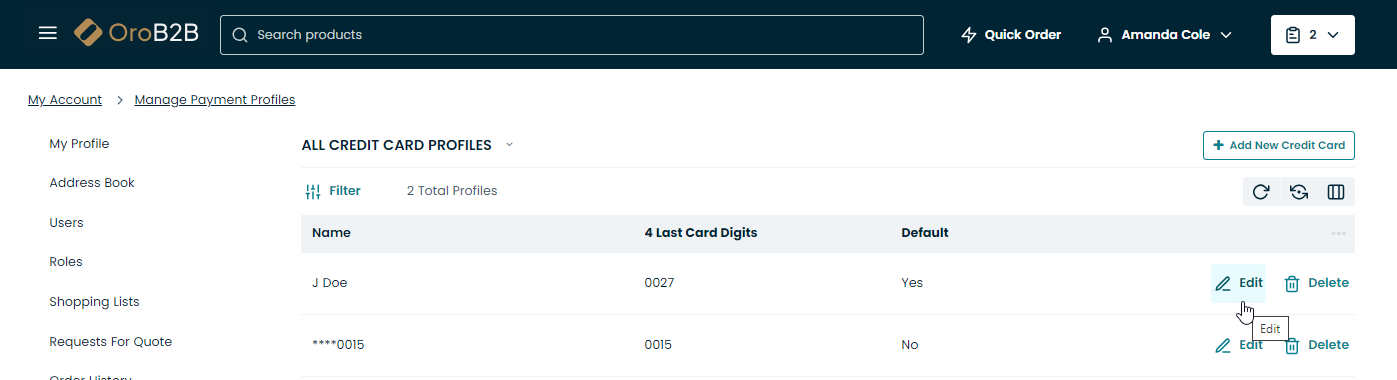 OroB2B
Search products
Quick Order
Amanda Cole
2
My Account > Manage Payment Profiles
My Profile
Address Book
Users
Roles
Shopping Lists
Requests For Quote
Order History
ALL CREDIT CARD PROFILES
+ Add New Credit Card
Filter
2 Total Profiles
Name 4 Last Card Digits Default ...
J Doe 0027 Yes Edit Delete
Edit
****0015 0015 No Edit Delete